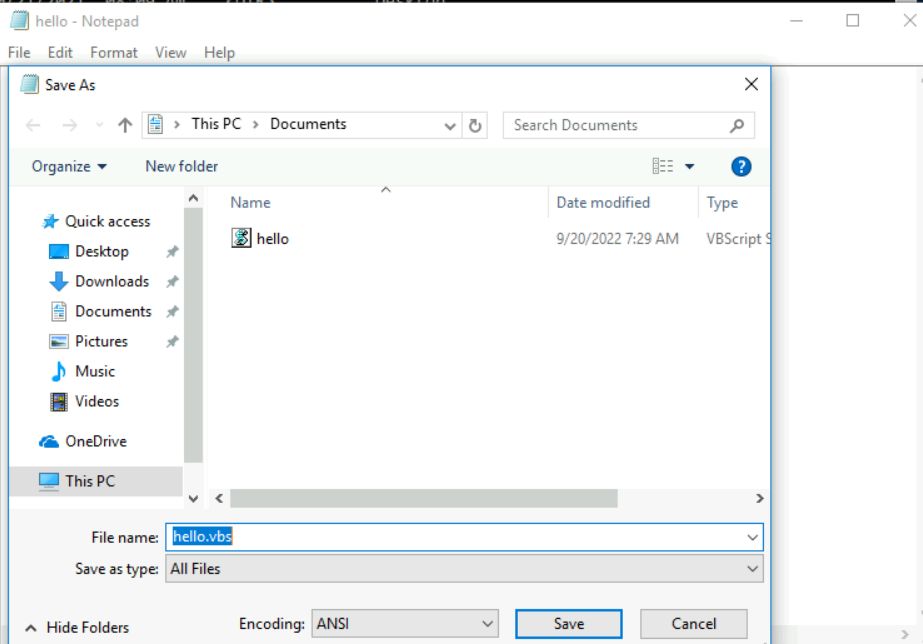 hello - Notepad
File Edit Format View Help
Save As
This PC Documents
Search Documents
Organize New folder
?
Name Date modified Type
hello 9/20/2022 7:29 AM VBScript S
Quick access
Desktop
Downloads
Documents
Pictures
Music
Videos
OneDrive
This PC
File name: hello.vbs
Save as type: All Files
Hide Folders Encoding: ANSI Save Cancel